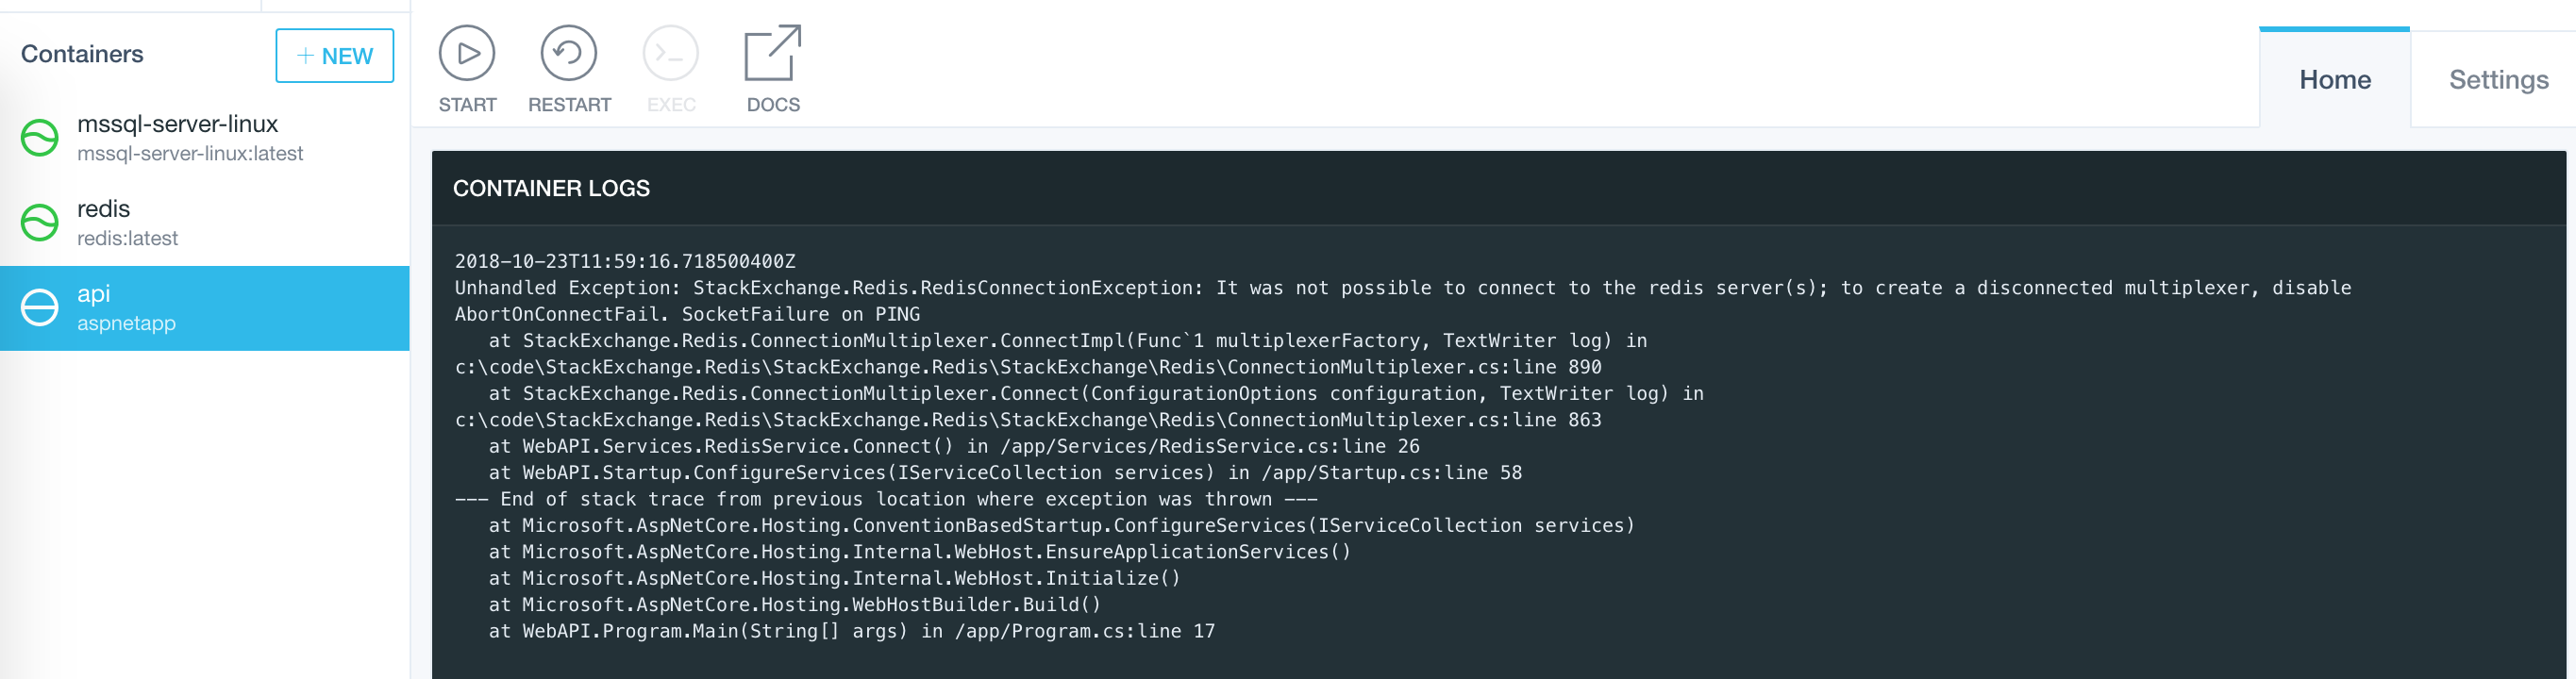 Containers
+ NEW
mssql-server-linux
mssql-server-linux:latest
redis
redis:latest
api
aspnetapp
START
RESTART
EXEC
DOCS
Home
Settings
CONTAINER LOGS
2018-10-23T11:59:16.718500400Z
Unhandled Exception: StackExchange.Redis.RedisConnectionException: It was not possible to connect to the redis server(s); to create a disconnected multiplexer, disable
AbortOnConnectFail. SocketFailure on PING
   at StackExchange.Redis.ConnectionMultiplexer.ConnectImpl(Func`1 multiplexerFactory, TextWriter log) in
c:\code\StackExchange.Redis\StackExchange.Redis\StackExchange\Redis\ConnectionMultiplexer.cs:line 890
   at StackExchange.Redis.ConnectionMultiplexer.Connect(ConfigurationOptions configuration, TextWriter log) in
c:\code\StackExchange.Redis\StackExchange.Redis\StackExchange\Redis\ConnectionMultiplexer.cs:line 863
   at WebAPI.Services.RedisService.Connect() in /app/Services/RedisService.cs:line 26
   at WebAPI.Startup.ConfigureServices(IServiceCollection services) in /app/Startup.cs:line 58
--- End of stack trace from previous location where exception was thrown ---
   at Microsoft.AspNetCore.Hosting.ConventionBasedStartup.ConfigureServices(IServiceCollection services)
   at Microsoft.AspNetCore.Hosting.Internal.WebHost.EnsureApplicationServices()
   at Microsoft.AspNetCore.Hosting.Internal.WebHost.Initialize()
   at Microsoft.AspNetCore.Hosting.WebHostBuilder.Build()
   at WebAPI.Program.Main(String[] args) in /app/Program.cs:line 17